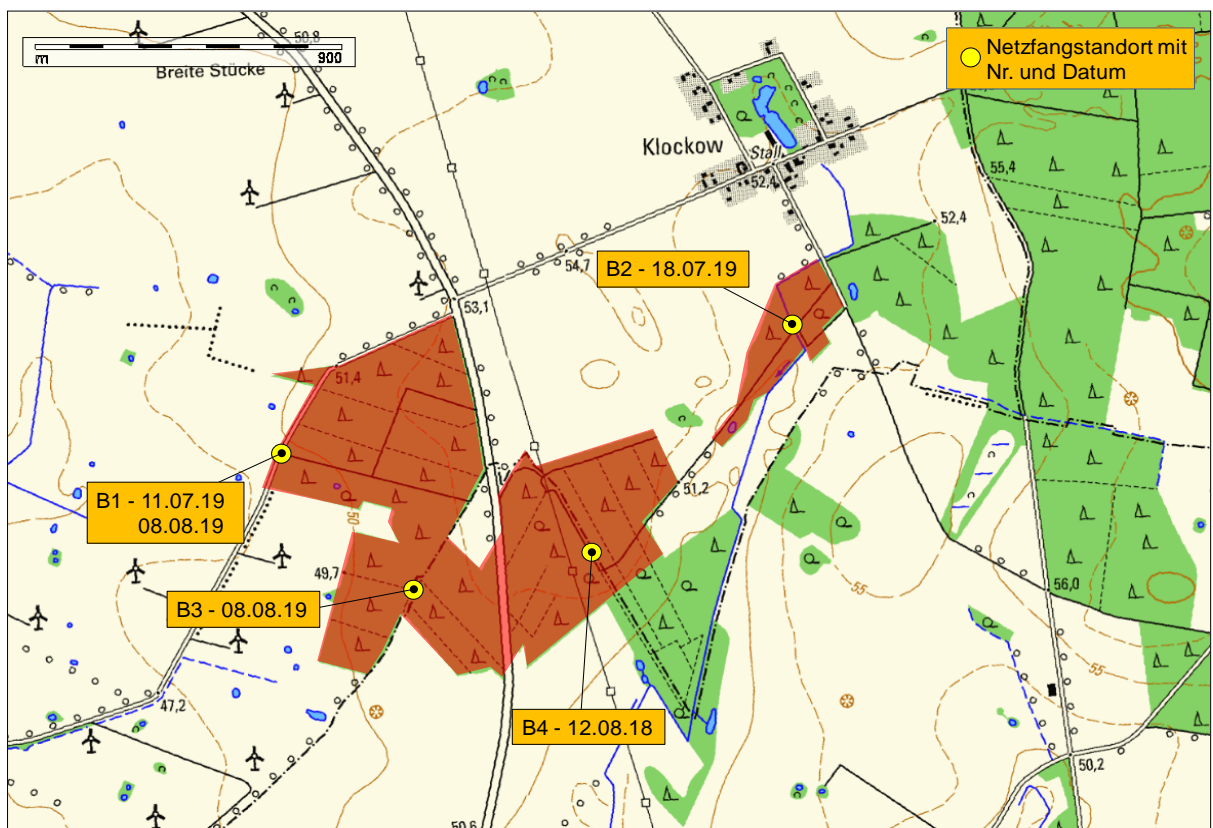 50,8
m 900
Breite Stücke
Netzfangstandort mit
Nr. und Datum
Klockow
Stall
52,4
55,4
52,4
54,7
B2 - 18.07.19
53,1
51,4
B1 - 11.07.19
08.08.19
50
51,2
49,7
B3 - 08.08.19
56,0
55
55
47,2
B4 - 12.08.18
50,2
50,6